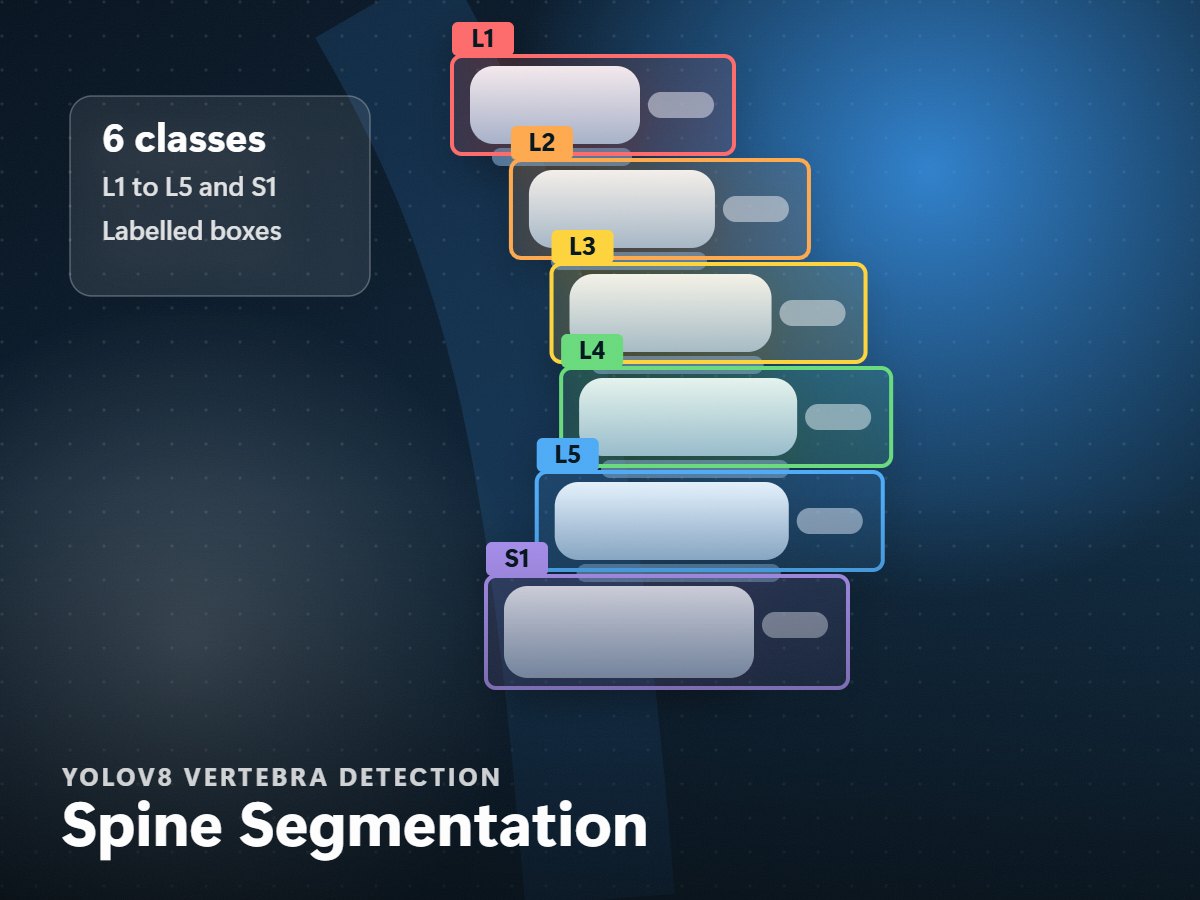 L1
6 classes
L1 to L5 and S1
Labelled boxes
L2
L3
L4
L5
S1
YOLOV8 VERTEBRA DETECTION
Spine Segmentation